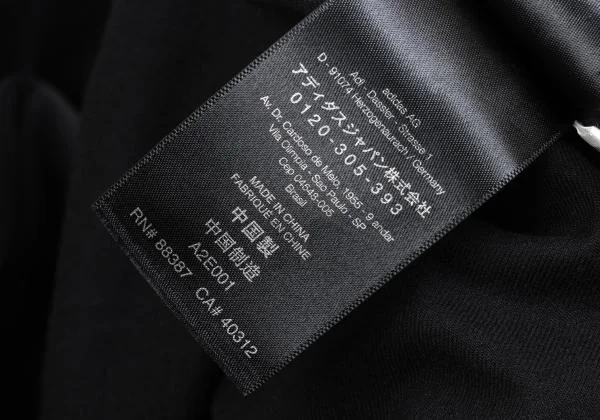 adidas AG
Adi - Dassler - Strasse 1
D - 91074 Herzogenaurach / Germany
アディダスジャパン株式会社
0120-305-393
Av. Dr. Cardoso de Melo, 1955 - 9 andar
Vila Olimpia - Sao Paulo - SP
Cep 04548-005
Brasil
MADE IN CHINA
FABRIQUÉ EN CHINE
中国製
中国制造
A2E001
RN# 88387 CA# 40312